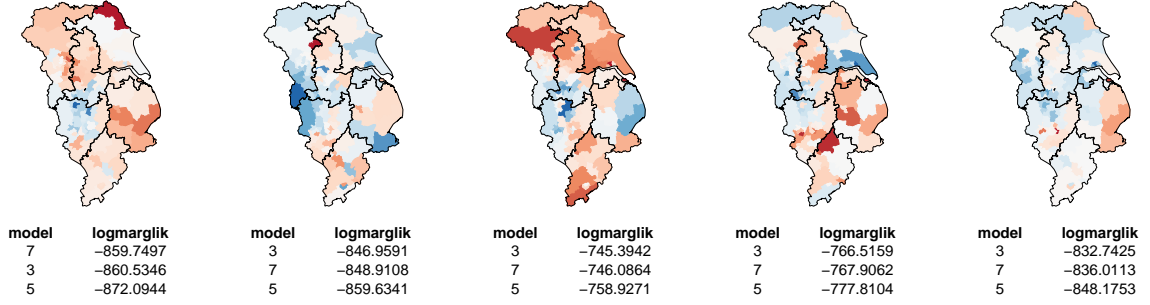 model logmarglik model logmarglik model logmarglik model logmarglik model logmarglik
7 −859.7497 3 −846.9591 3 −745.3942 3 −766.5159 3 −832.7425
3 −860.5346 7 −848.9108 7 −746.0864 7 −767.9062 7 −836.0113
5 −872.0944 5 −859.6341 5 −758.9271 5 −777.8104 5 −848.1753